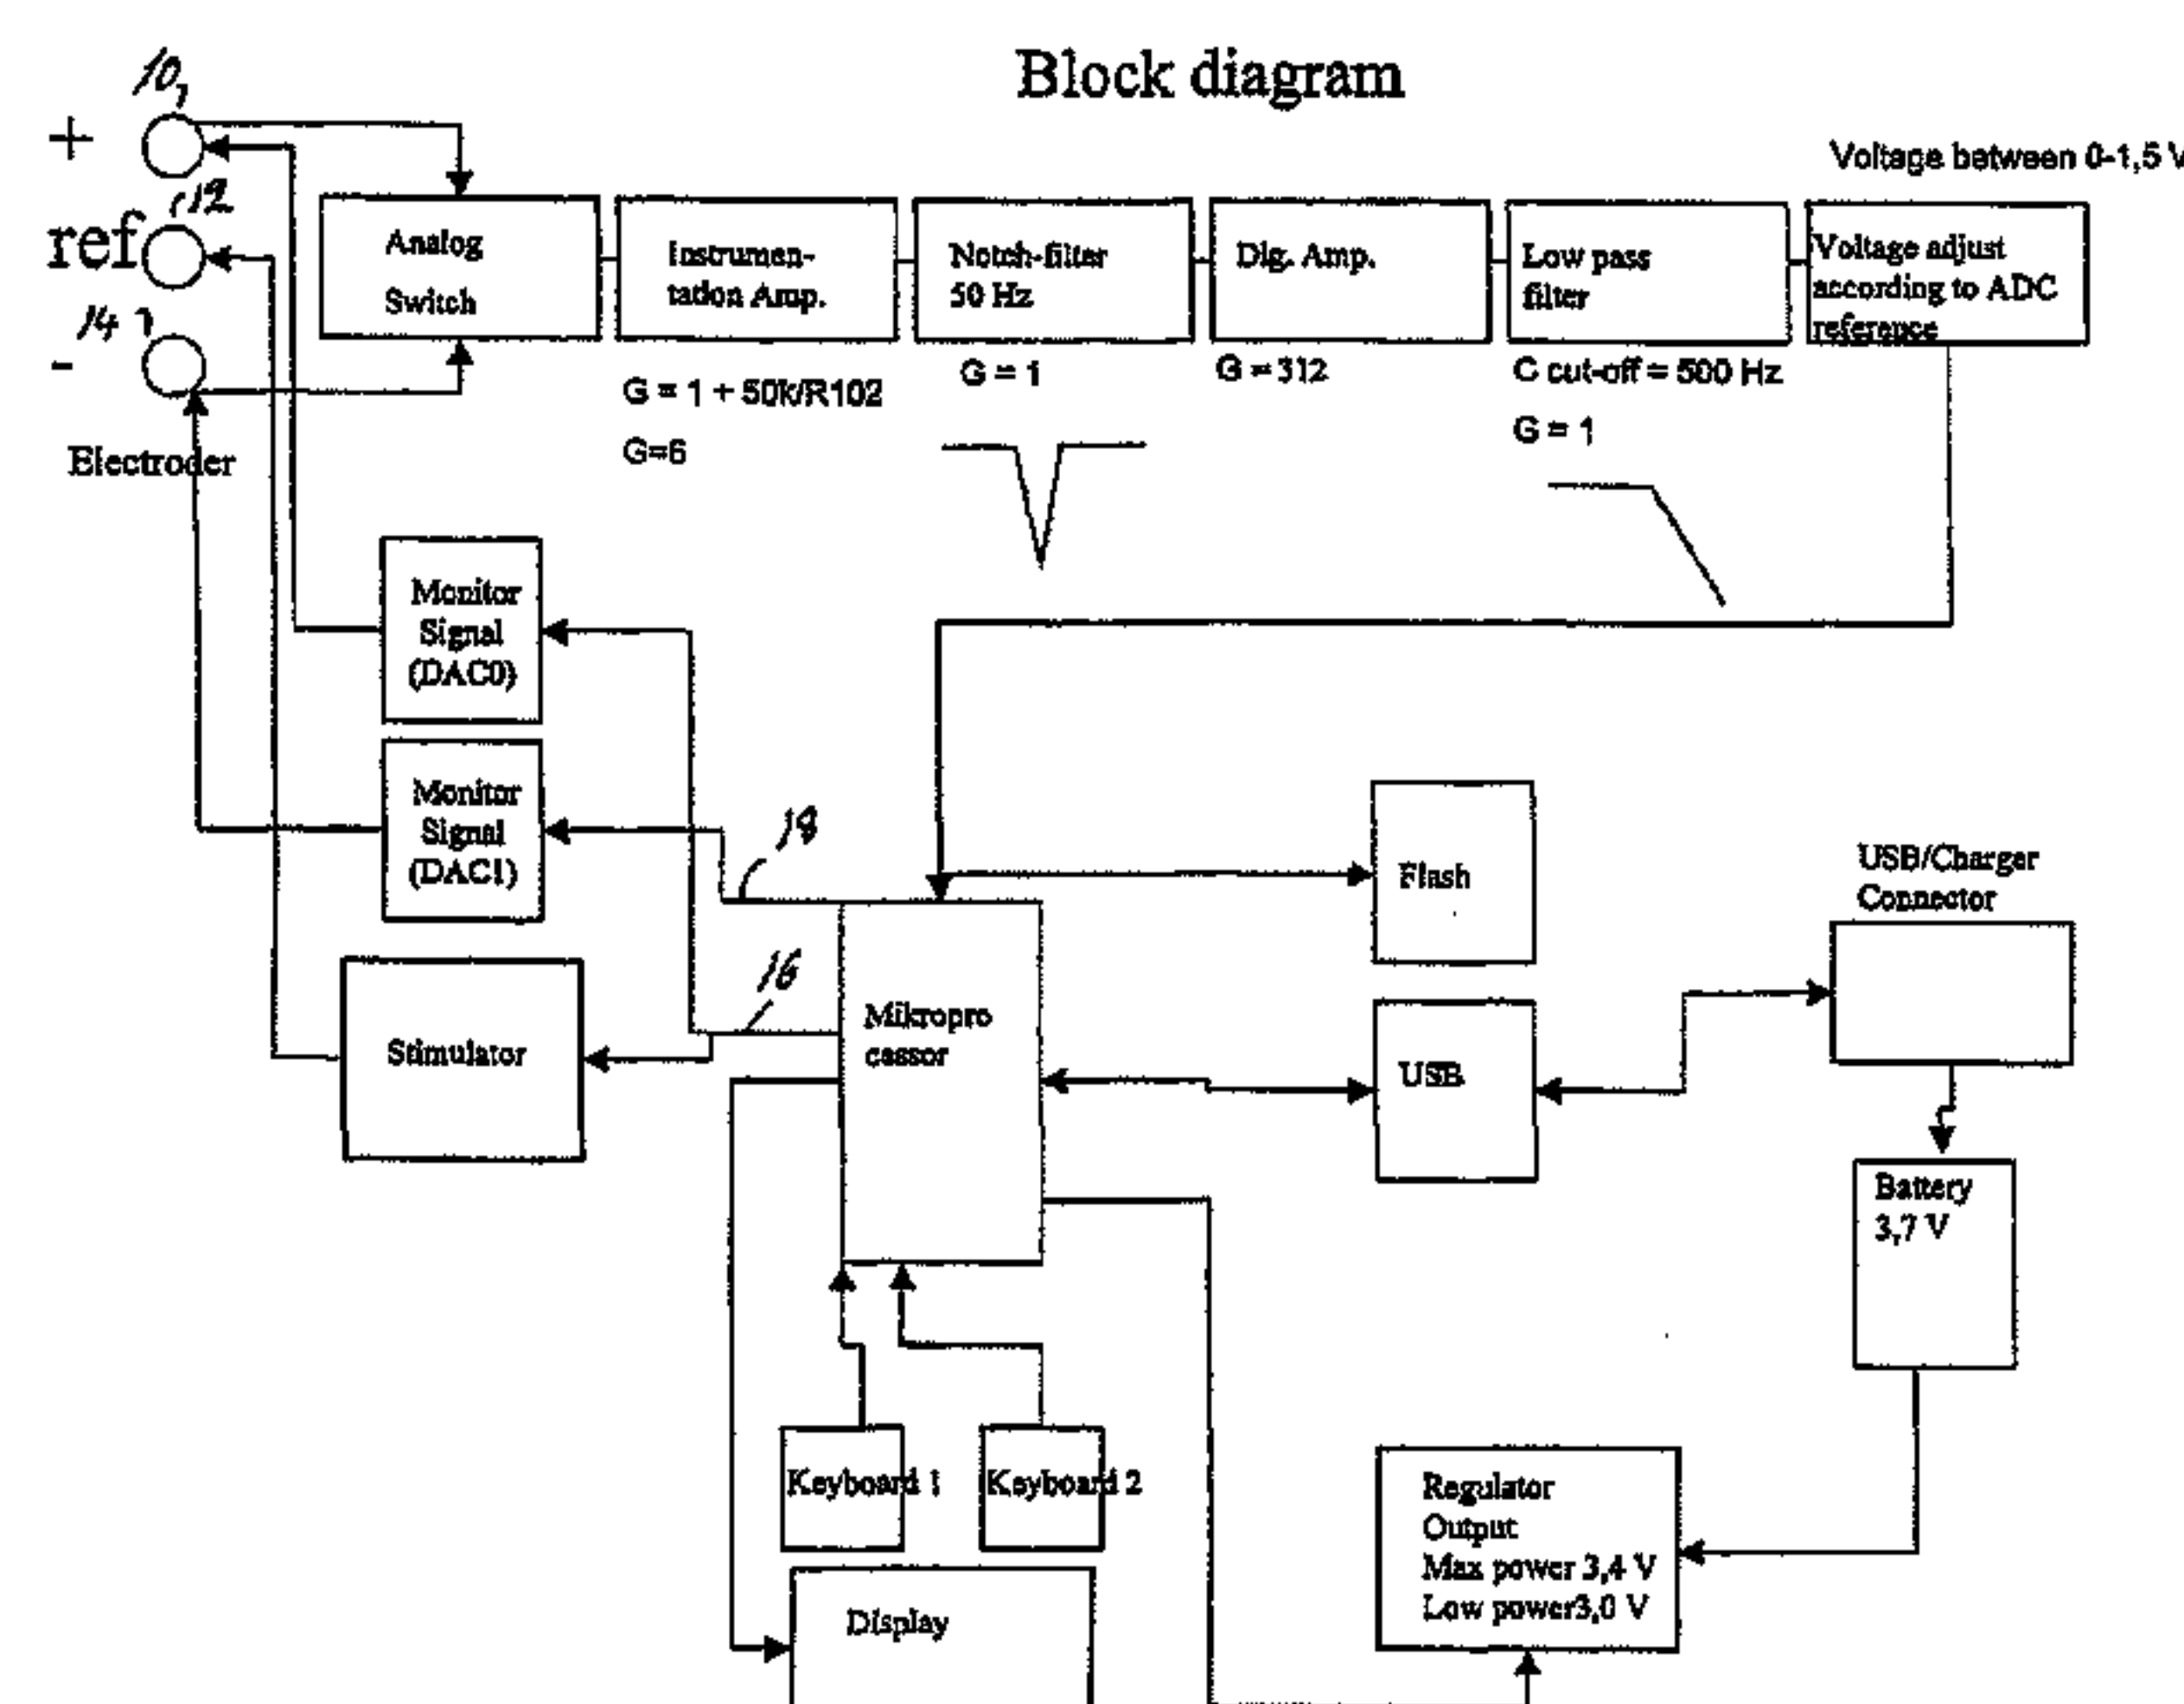 Block diagram
10
+
Voltage between 0-1,5 V
12
ref
14
-
Electroder
Analog
Switch
Instrumen-
tation Amp.
Notch-filter
50 Hz
Dig. Amp.
Low pass
filter
Voltage adjust
according to ADC
reference
G = 1 + 50k/R102
G=6
G = 1
G = 312
C cut-off = 500 Hz
G = 1
Monitor
Signal
(DAC0)
Monitor
Signal
(DAC1)
18
16
Stimulator
Mikropro
cassor
Flash
USB
USB/Charger
Connector
Battery
3,7 V
Keyboard 1
Keyboard 2
Display
Regulator
Output
Max power 3,4 V
Low power3,0 V